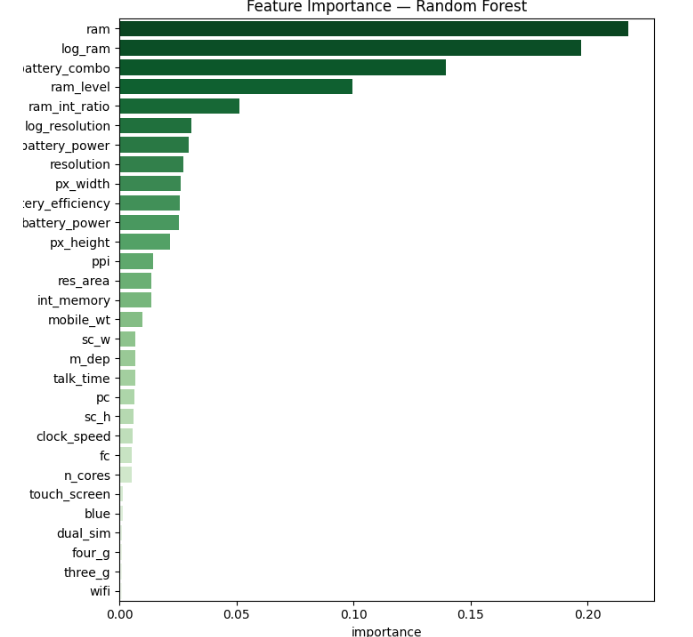 Feature Importance — Random Forest
ram
log_ram
attery_combo
ram_level
ram_int_ratio
log_resolution
battery_power
resolution
px_width
ery_efficiency
battery_power
px_height
ppi
res_area
int_memory
mobile_wt
sc_w
m_dep
talk_time
pc
sc_h
clock_speed
fc
n_cores
touch_screen
blue
dual_sim
four_g
three_g
wifi
0.00 0.05 0.10 0.15 0.20
importance